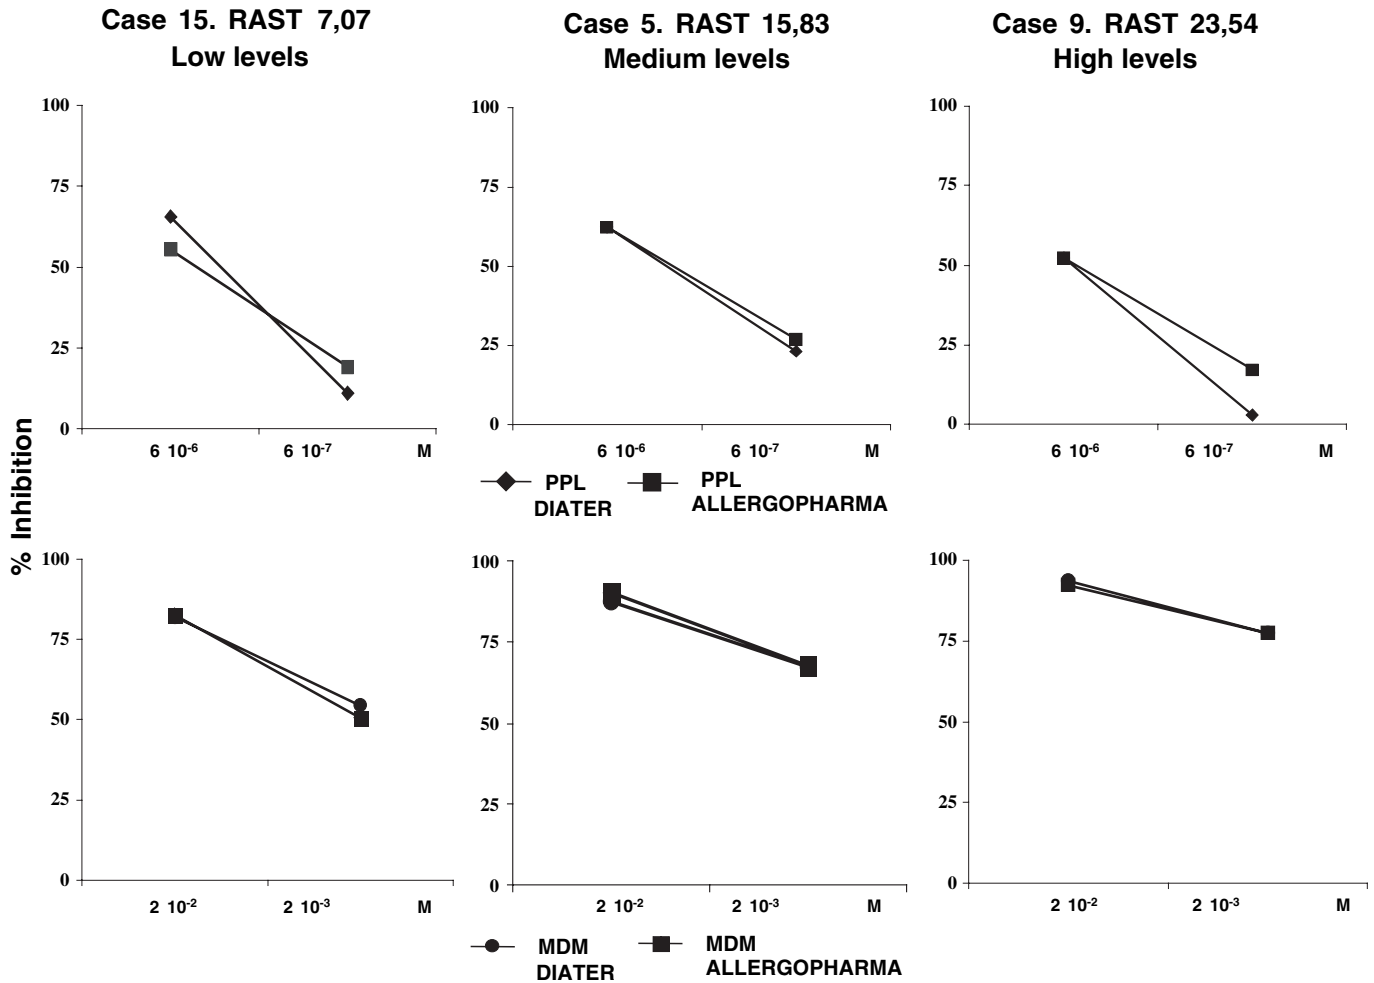 Case 15. RAST 7,07
Low levels
Case 5. RAST 15,83
Medium levels
Case 9. RAST 23,54
High levels
% Inhibition
100
75
50
25
0
6 10-6 6 10-7 M
100
75
50
25
0
6 10-6 6 10-7 M
100
75
50
25
0
6 10-6 6 10-7 M
PPL
DIATER
PPL
ALLERGOPHARMA
100
75
50
25
0
2 10-2 2 10-3 M
100
75
50
25
0
2 10-2 2 10-3 M
100
75
50
25
0
2 10-2 2 10-3 M
MDM
DIATER
MDM
ALLERGOPHARMA